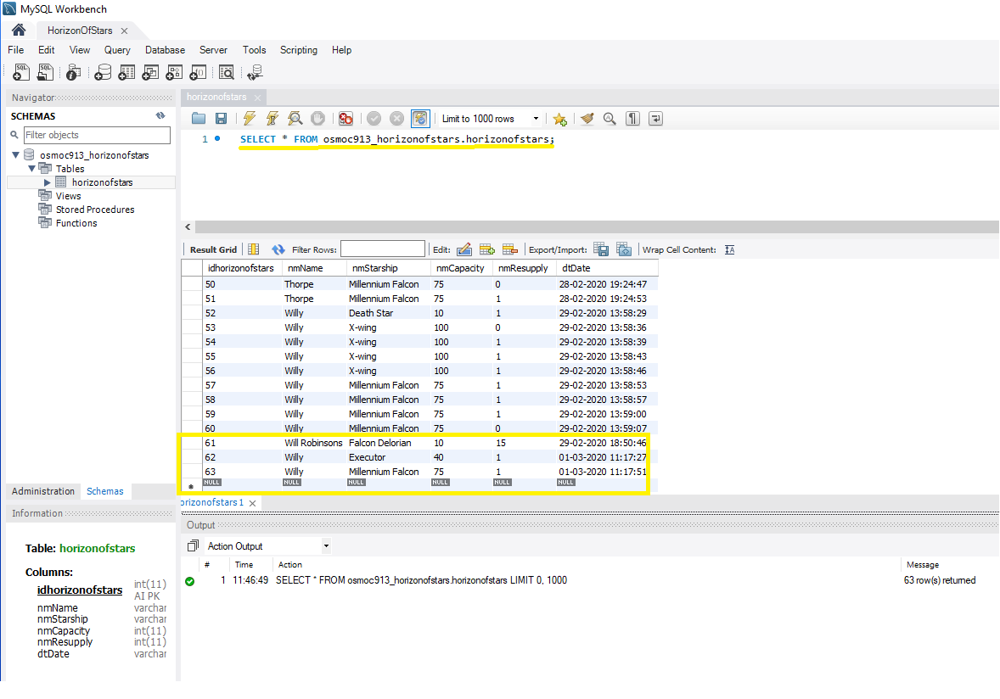 MySQL Workbench
HorizonOfStars
File Edit View Query Database Server Tools Scripting Help
Navigator
SCHEMAS
Filter objects
osmoc913_horizonofstars
Tables
horizonofstars
Views
Stored Procedures
Functions
Administration Schemas
Information
Table: horizonofstars
Columns:
idhorizonofstars int(11) AI PK
nmName varchar
nmStarship varchar
nmCapacity int(11)
nmResupply int(11)
dtDate varchar
horizonofstars
Limit to 1000 rows
1 SELECT * FROM osmoc913_horizonofstars.horizonofstars;
Result Grid Filter Rows: Edit: Export/Import: Wrap Cell Content: IA
idhorizonofstars nmName nmStarship nmCapacity nmResupply dtDate
50 Thorpe Millennium Falcon 75 0 28-02-2020 19:24:47
51 Thorpe Millennium Falcon 75 1 28-02-2020 19:24:53
52 Willy Death Star 10 1 29-02-2020 13:58:29
53 Willy X-wing 100 0 29-02-2020 13:58:36
54 Willy X-wing 100 1 29-02-2020 13:58:39
55 Willy X-wing 100 1 29-02-2020 13:58:43
56 Willy X-wing 100 1 29-02-2020 13:58:46
57 Willy Millennium Falcon 75 1 29-02-2020 13:58:53
58 Willy Millennium Falcon 75 1 29-02-2020 13:58:57
59 Willy Millennium Falcon 75 1 29-02-2020 13:59:00
60 Willy Millennium Falcon 75 0 29-02-2020 13:59:07
61 Will Robinsons Falcon Delorian 10 15 29-02-2020 18:50:46
62 Willy Executor 40 1 01-03-2020 11:17:27
63 Willy Millennium Falcon 75 1 01-03-2020 11:17:51
NULL NULL NULL NULL NULL NULL
orizonofstars 1
Output
Action Output
# Time Action Message
1 11:46:49 SELECT * FROM osmoc913_horizonofstars.horizonofstars LIMIT 0, 1000 63 row(s) returned